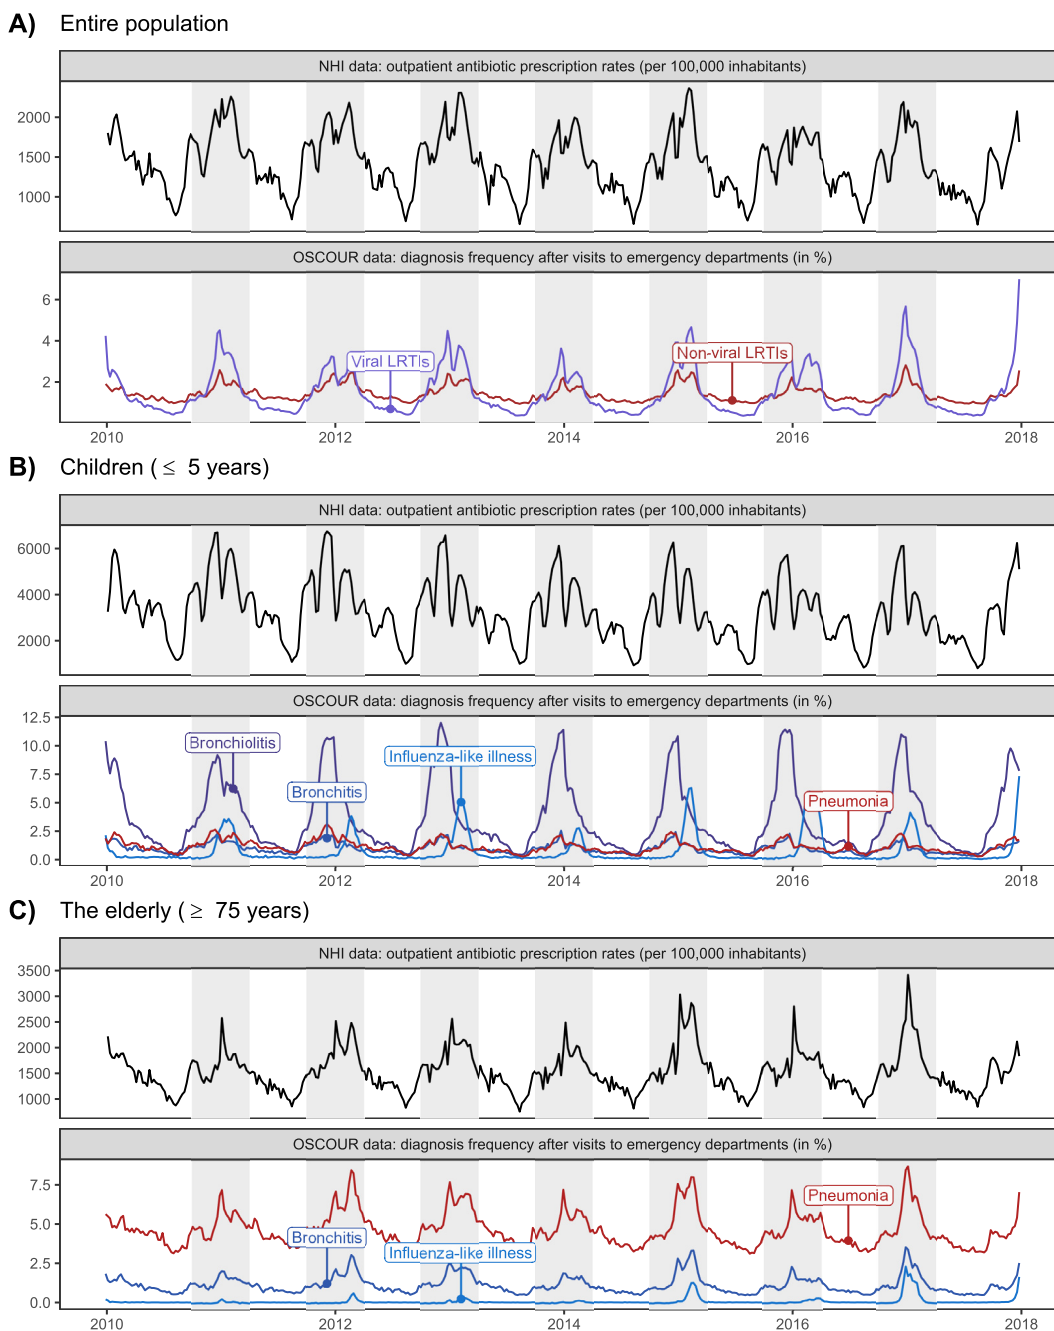 A) Entire population
NHI data: outpatient antibiotic prescription rates (per 100,000 inhabitants)
2000
1500
1000
OSCOUR data: diagnosis frequency after visits to emergency departments (in %)
6
4
2
Viral LRTIs
Non-viral LRTIs
2010 2012 2014 2016 2018
B) Children (≤ 5 years)
NHI data: outpatient antibiotic prescription rates (per 100,000 inhabitants)
6000
4000
2000
OSCOUR data: diagnosis frequency after visits to emergency departments (in %)
12.5
10.0
7.5
5.0
2.5
0.0
Bronchiolitis
Influenza-like illness
Bronchitis
Pneumonia
2010 2012 2014 2016 2018
C) The elderly (≥ 75 years)
NHI data: outpatient antibiotic prescription rates (per 100,000 inhabitants)
3500
3000
2500
2000
1500
1000
OSCOUR data: diagnosis frequency after visits to emergency departments (in %)
7.5
5.0
2.5
0.0
Pneumonia
Bronchitis
Influenza-like illness
2010 2012 2014 2016 2018